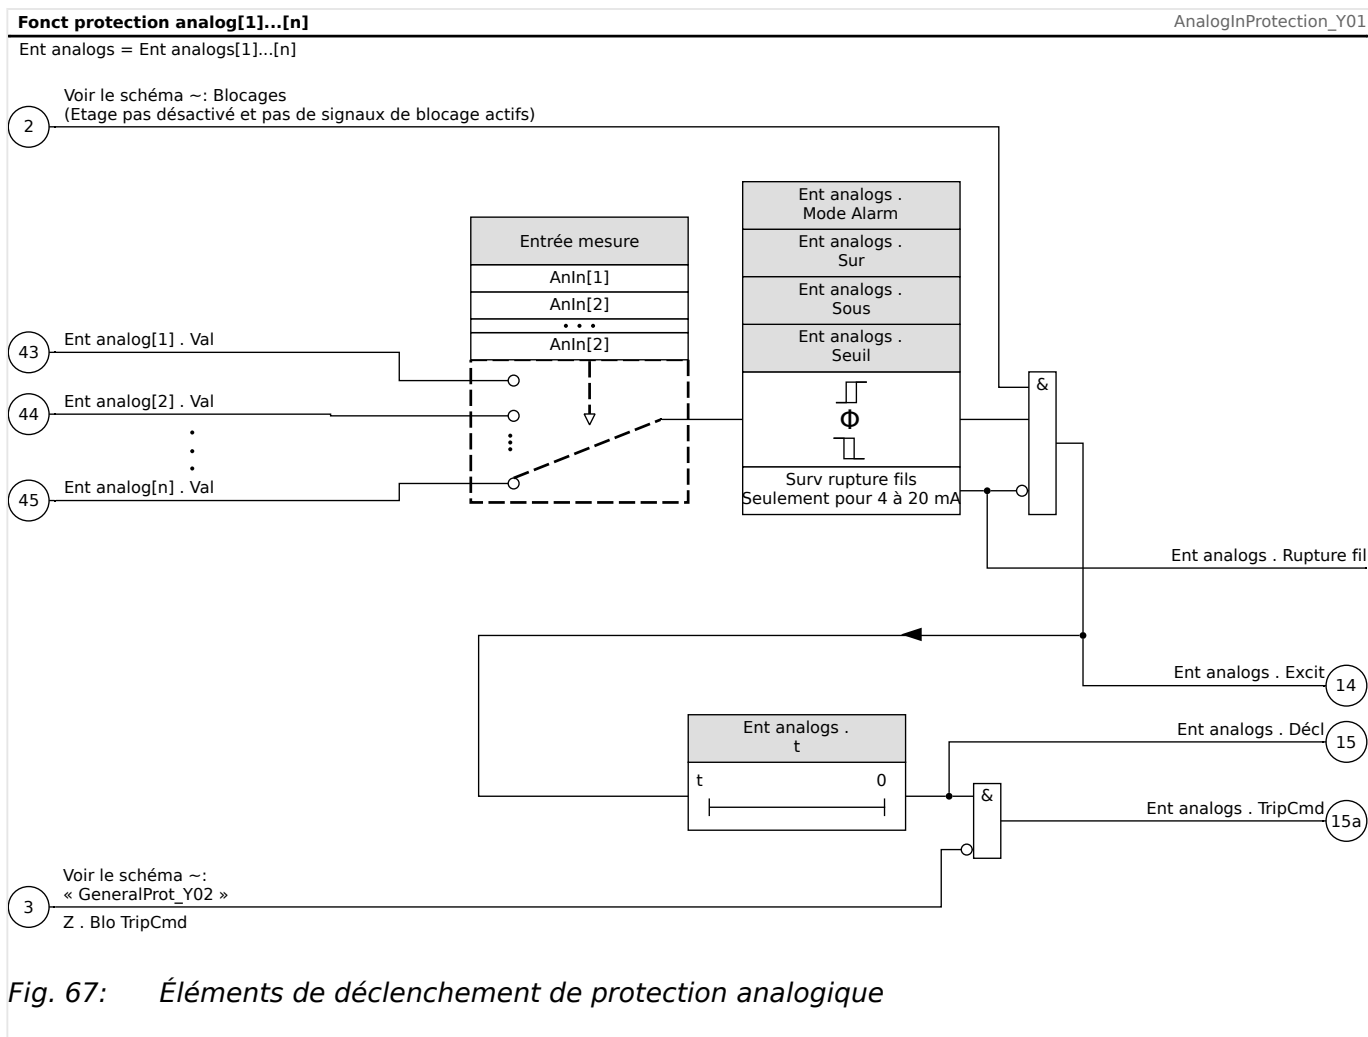 Fonct protection analog[1]...[n]
AnalogInProtection_Y01
Ent analogs = Ent analogs[1]...[n]
Voir le schéma ~: Blocages
(Etage pas désactivé et pas de signaux de blocage actifs)
2
Ent analogs .
Mode Alarm
Entrée mesure
Ent analogs .
Sur
AnIn[1]
AnIn[2]
• • •
AnIn[2]
Ent analogs .
Sous
Ent analogs .
Seuil
Ent analog[1] . Val
43
Ent analog[2] . Val
44
Ent analog[n] . Val
45
&
Φ
Surv rupture fils
Seulement pour 4 à 20 mA
Ent analogs . Rupture fil
Ent analogs . Excit
14
Ent analogs .
t
t 0
Ent analogs . Décl
15
&
Ent analogs . TripCmd
15a
Voir le schéma ~:
« GeneralProt_Y02 »
3
Z . Blo TripCmd
Fig. 67: Éléments de déclenchement de protection analogique